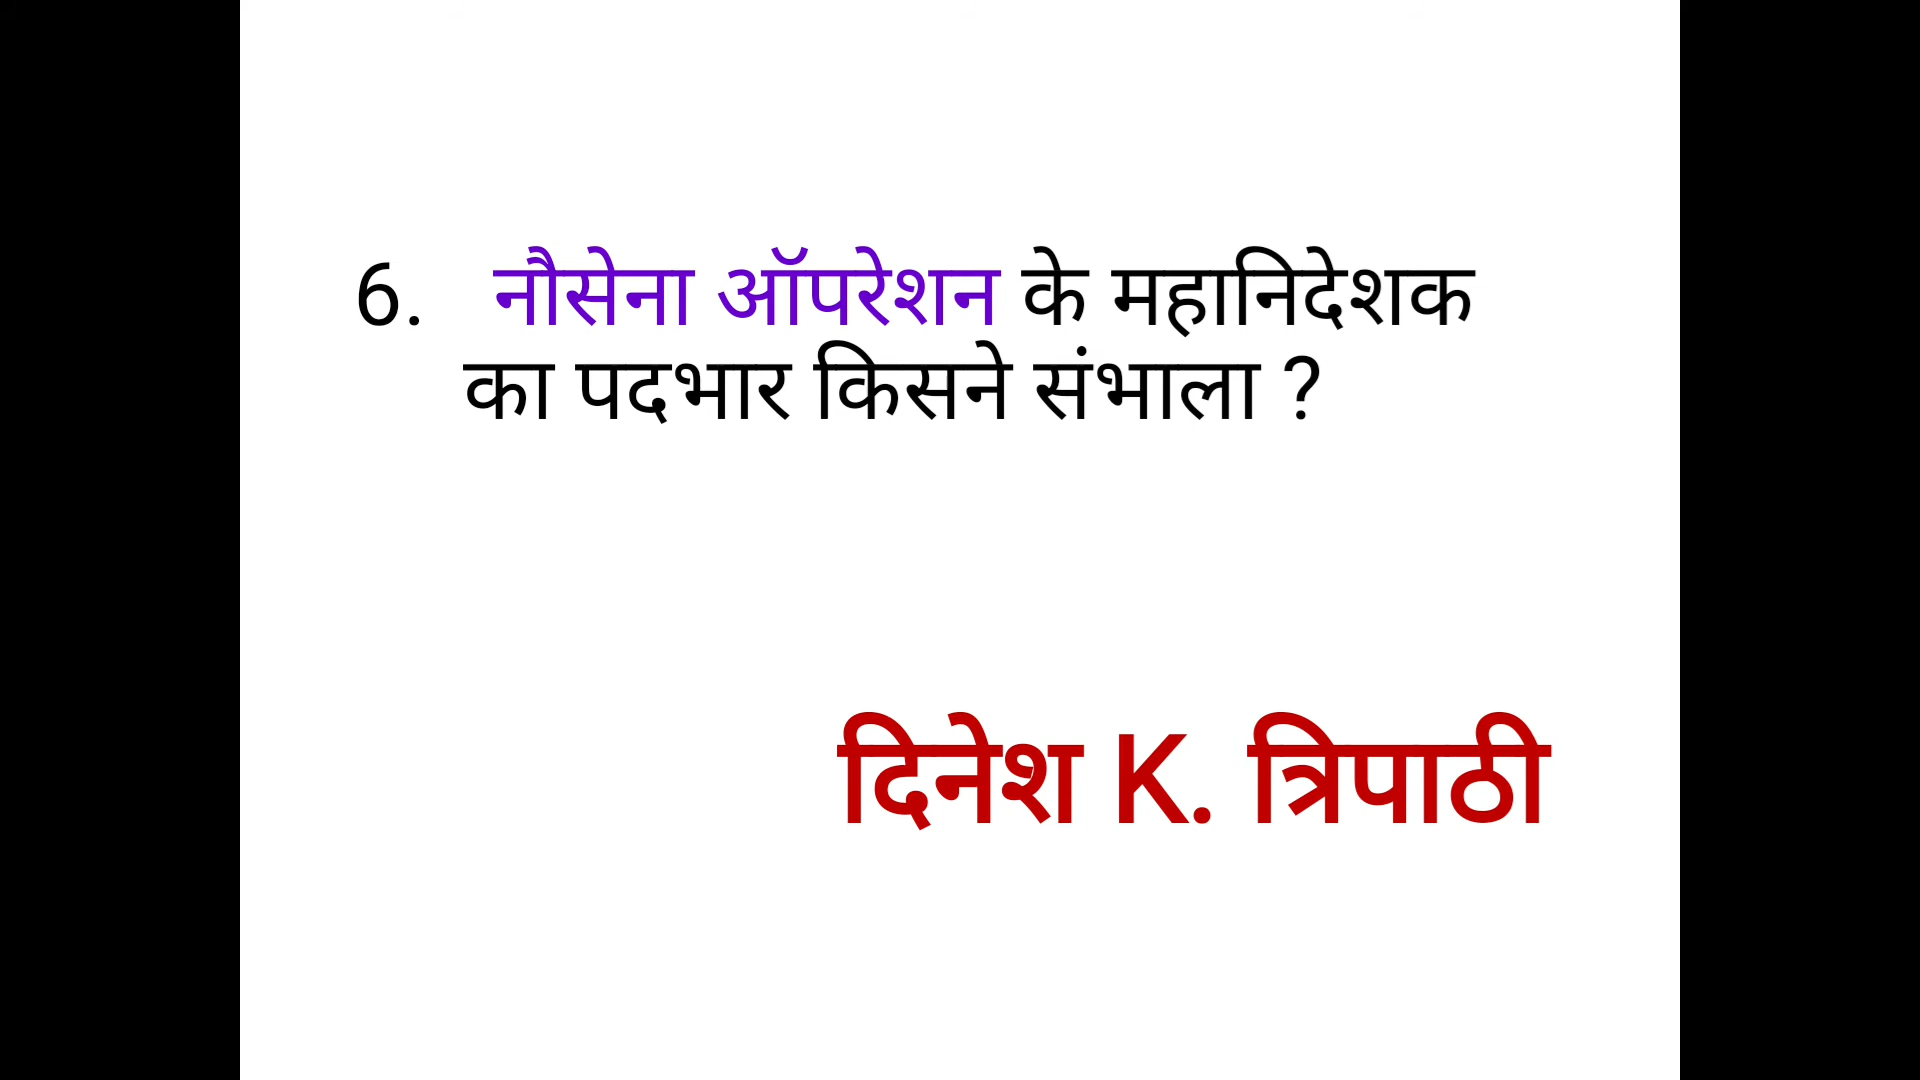 6. नौसेना ऑपरेशन के महानिदेशक
का पदभार किसने संभाला ?
दिनेश K. त्रिपाठी